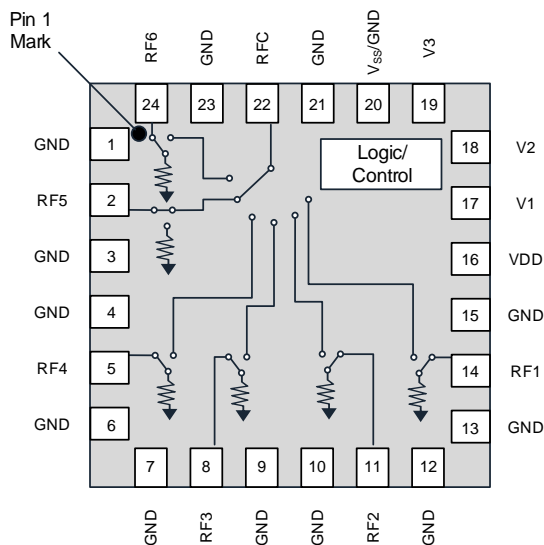 Pin 1
Mark
RF6
GND
RFC
GND
VSS/GND
V3
24
23
22
21
20
19
GND
1
Logic/
Control
18
V2
RF5
2
17
V1
GND
3
16
VDD
GND
4
15
GND
RF4
5
14
RF1
GND
6
13
GND
7
8
9
10
11
12
GND
RF3
GND
GND
RF2
GND